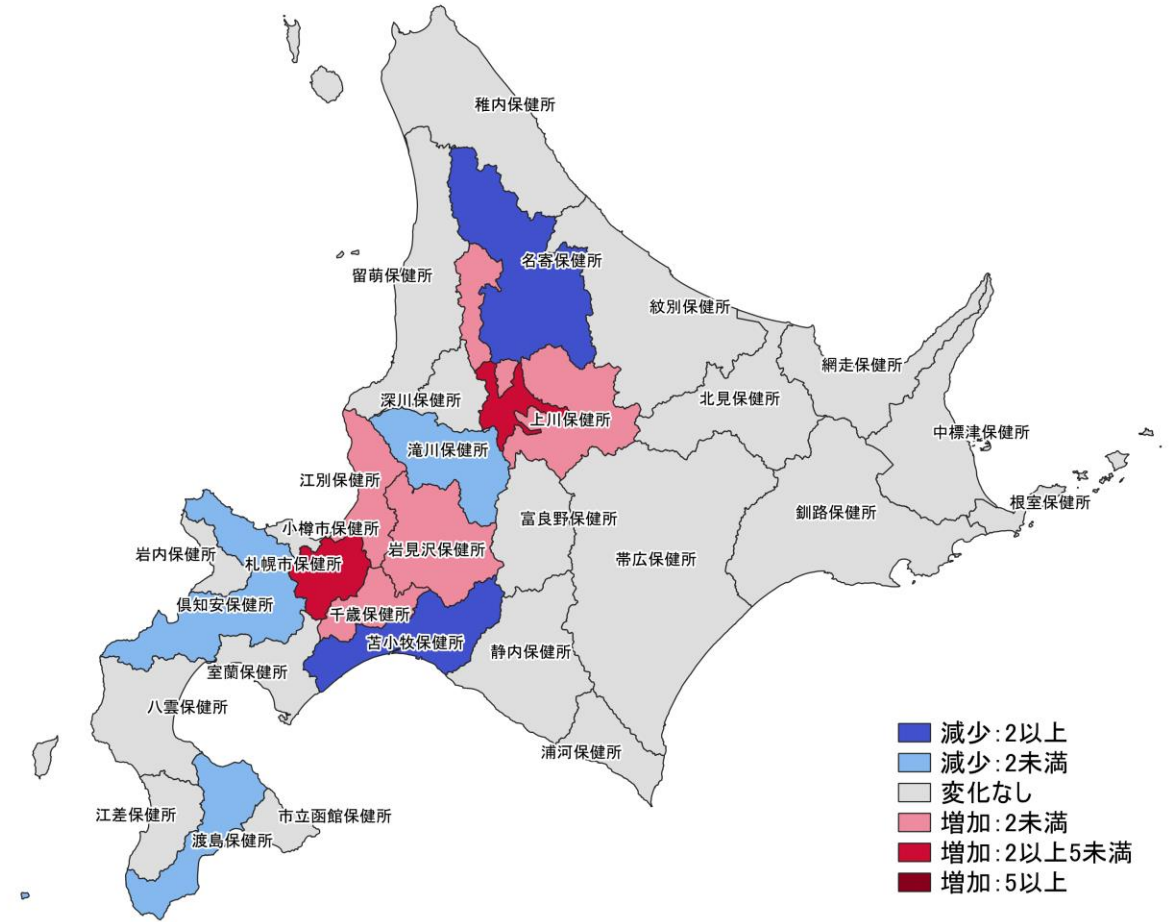 稚内保健所
名寄保健所
留萌保健所
紋別保健所
網走保健所
北見保健所
深川保健所
上川保健所
中標津保健所
滝川保健所
江別保健所
根室保健所
釧路保健所
富良野保健所
小樽市保健所
岩見沢保健所
岩内保健所
札幌市保健所
帯広保健所
倶知安保健所
千歳保健所
苫小牧保健所
静内保健所
室蘭保健所
八雲保健所
浦河保健所
江差保健所
市立函館保健所
渡島保健所
減少:2以上
減少:2未満
変化なし
増加:2未満
増加:2以上5未満
増加:5以上